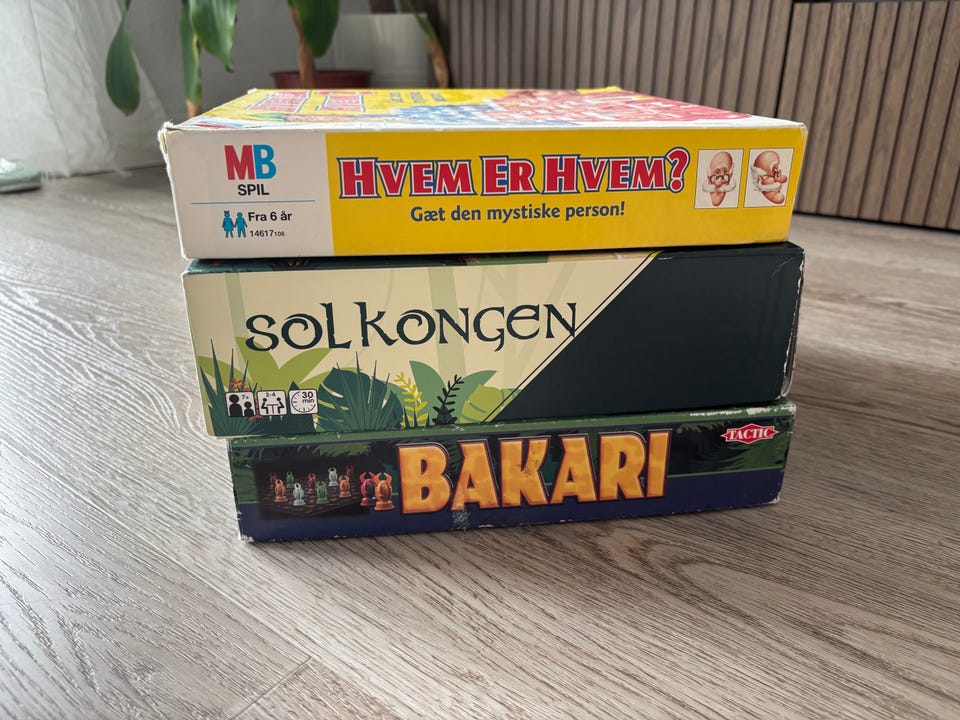 MB
SPIL
Fra 6 år
14617108
HVEM ER HVEM?
Gæt den mystiske person!
SOLKONGEN
7+
2-4
30
min
TACTIC
BAKARI